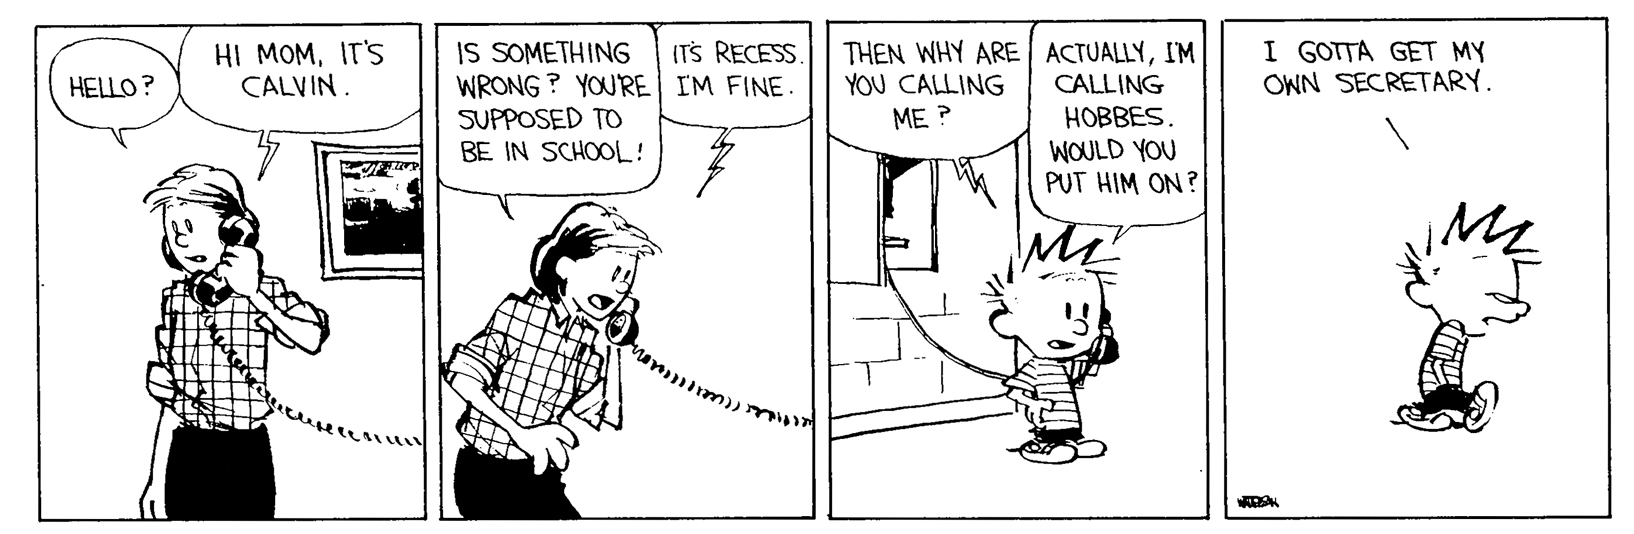 HELLO?
HI MOM, IT'S
CALVIN.
IS SOMETHING
WRONG? YOU'RE
SUPPOSED TO
BE IN SCHOOL!
IT'S RECESS.
I'M FINE.
THEN WHY ARE
YOU CALLING
ME?
ACTUALLY, I'M
CALLING
HOBBES.
WOULD YOU
PUT HIM ON?
I GOTTA GET MY
OWN SECRETARY.
WATTERSON